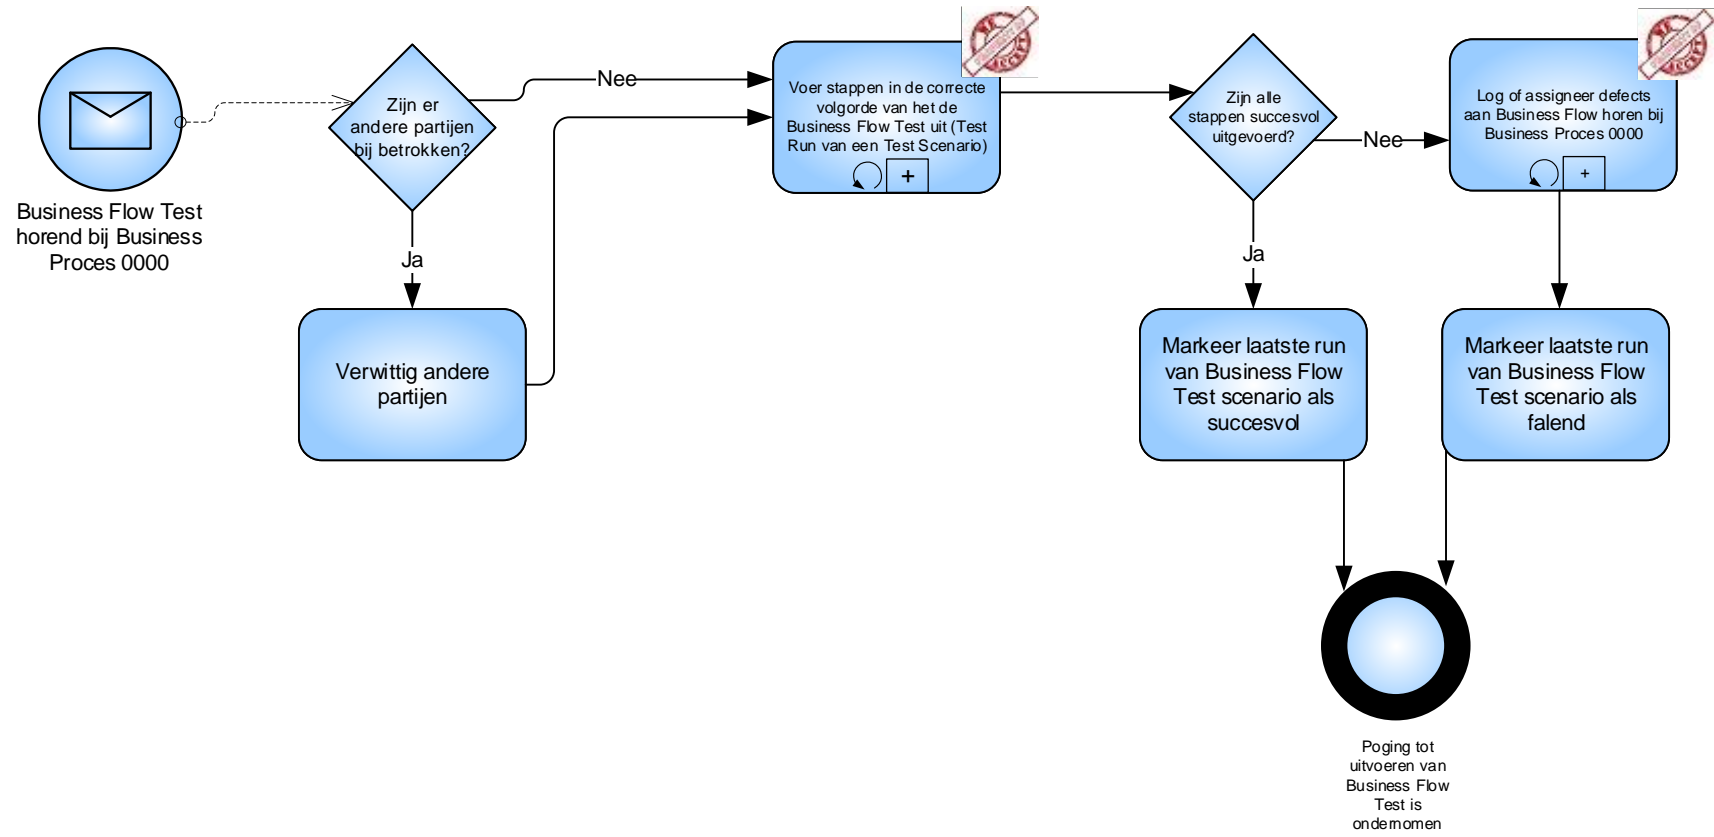 Business Flow Test
horend bij Business
Proces 0000
Zijn er
andere partijen
bij betrokken?
Nee
Ja
Verwittig andere
partijen
Voer stappen in de correcte
volgorde van het de
Business Flow Test uit (Test
Run van een Test Scenario)
+
Zijn alle
stappen succesvol
uitgevoerd?
Nee
Ja
Log of assigneer defects
aan Business Flow horen bij
Business Proces 0000
+
Markeer laatste run
van Business Flow
Test scenario als
succesvol
Markeer laatste run
van Business Flow
Test scenario als
falend
Poging tot
uitvoeren van
Business Flow
Test is
ondernomen